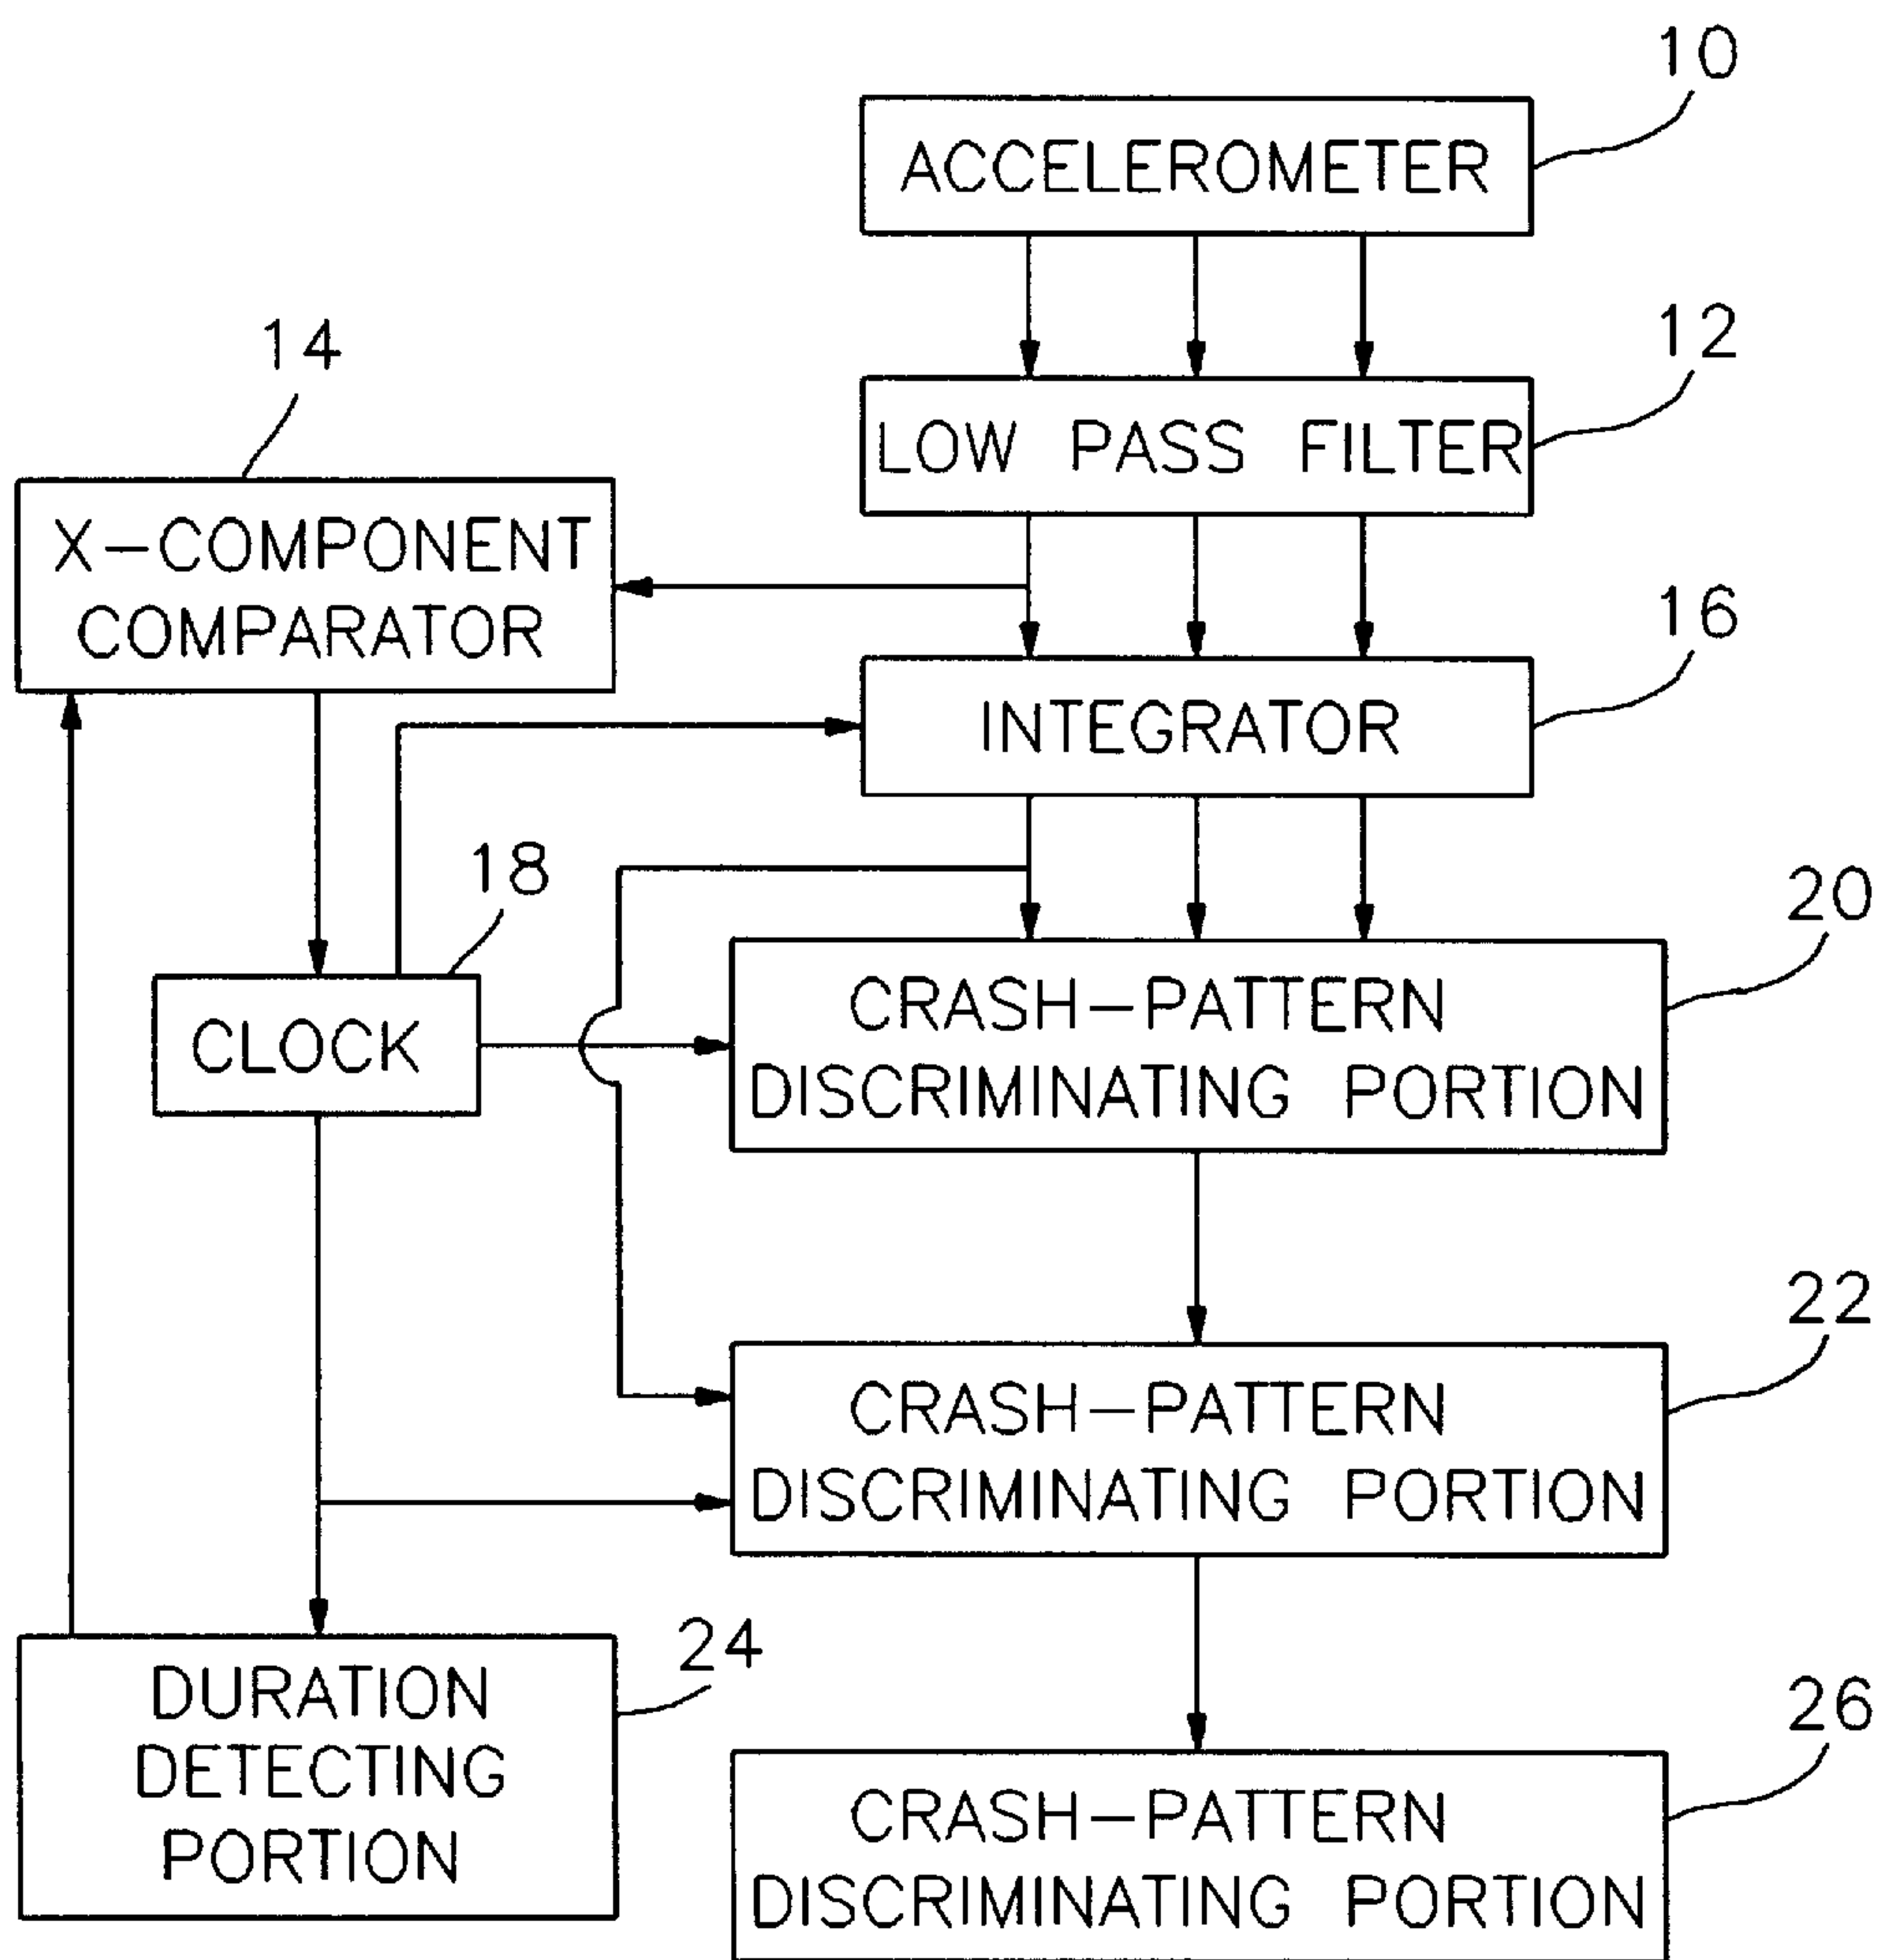 10
ACCELEROMETER
12
LOW PASS FILTER
14
X-COMPONENT
COMPARATOR
16
INTEGRATOR
18
CLOCK
20
CRASH-PATTERN
DISCRIMINATING PORTION
22
CRASH-PATTERN
DISCRIMINATING PORTION
24
DURATION
DETECTING
PORTION
26
CRASH-PATTERN
DISCRIMINATING PORTION